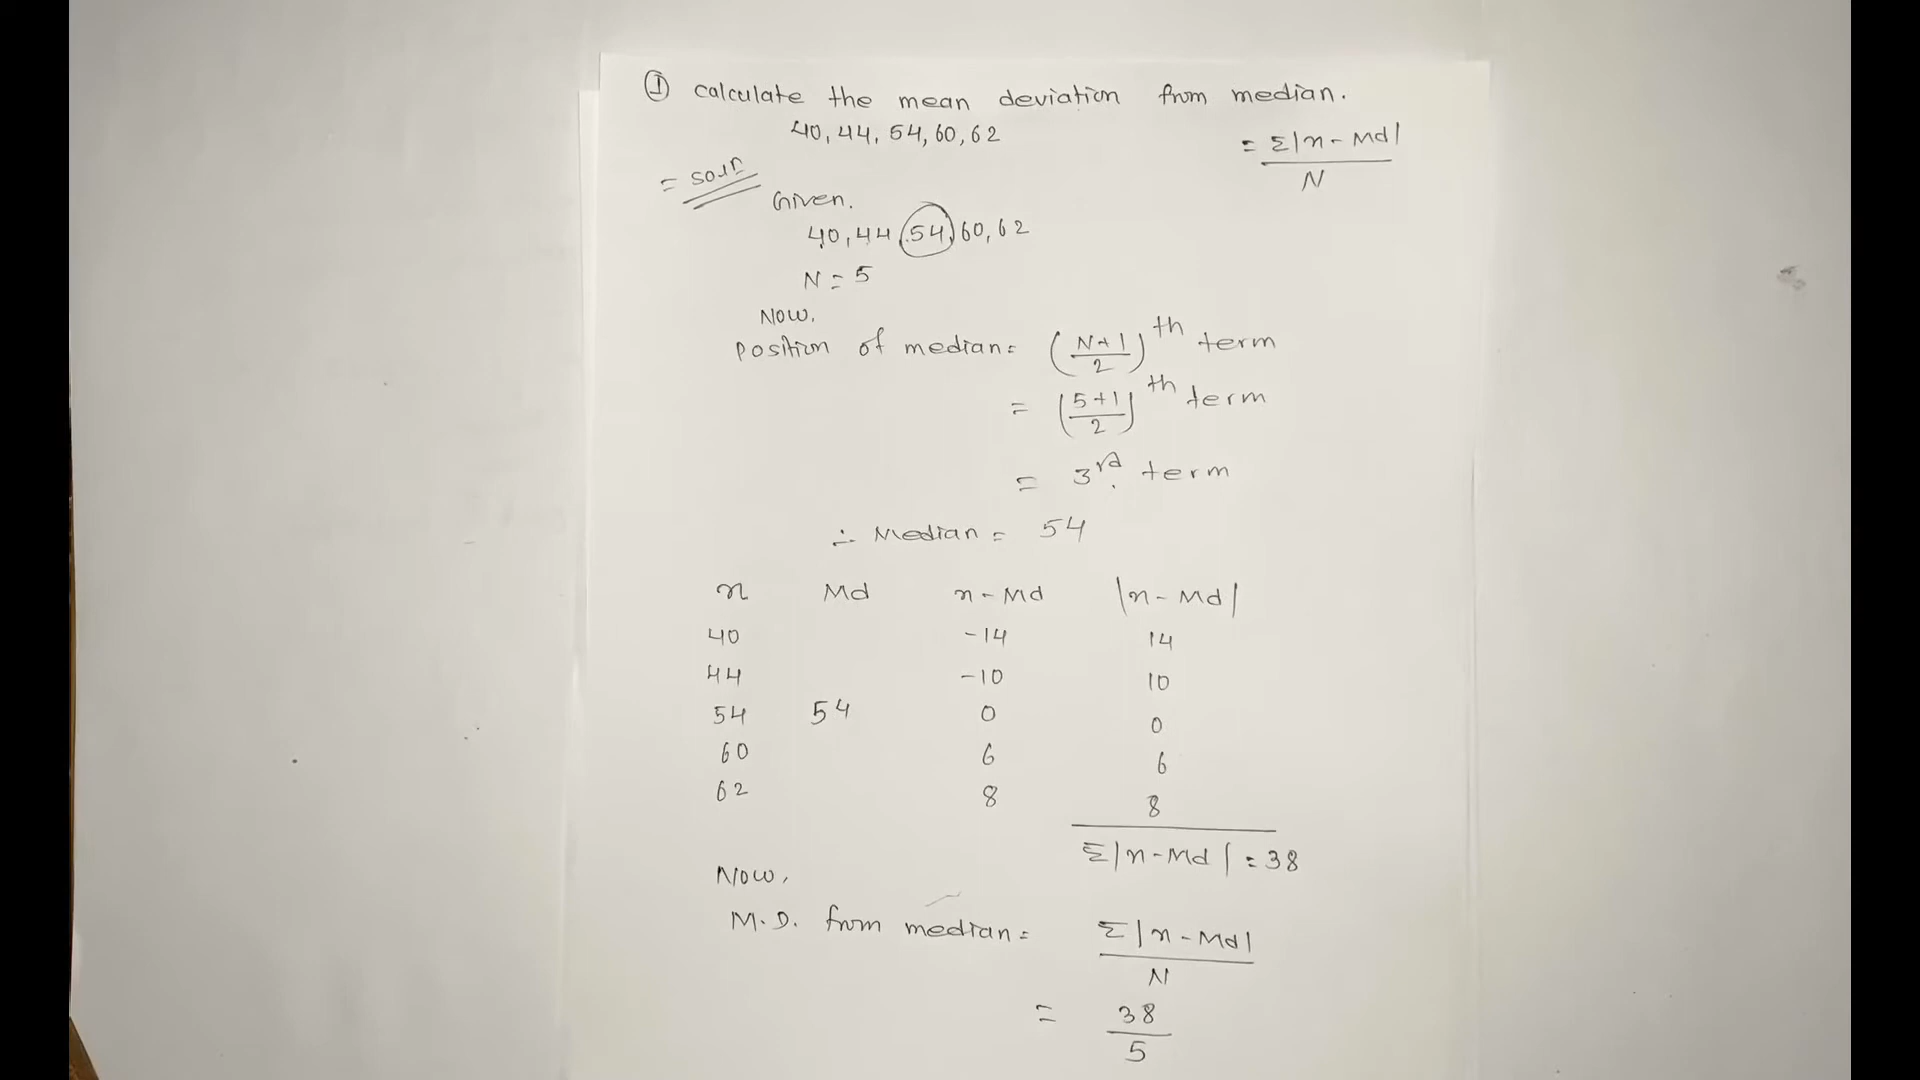 ① calculate the mean deviation from median.
40, 44, 54, 60, 62
= Σ|x - Md| / N
= soln
Given.
40, 44, 54, 60, 62
N = 5
Now,
position of median = (N+1 / 2)th term
= (5+1 / 2)th term
= 3rd term
∴ Median = 54
x Md x - Md |x - Md|
40 -14 14
44 -10 10
54 54 0 0
60 6 6
62 8 8
Σ|x - Md| = 38
Now,
M.D. from median = Σ|x - Md| / N
= 38 / 5